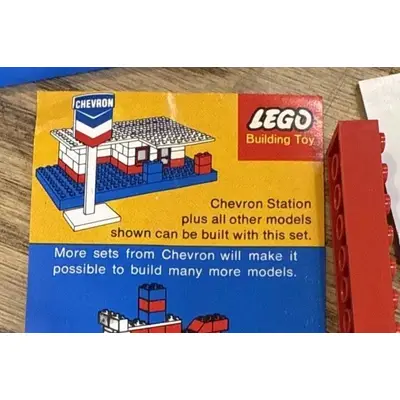 CHEVRON
LEGO
Building Toy
Chevron Station
plus all other models
shown can be built with this set.
More sets from Chevron will make it
possible to build many more models.